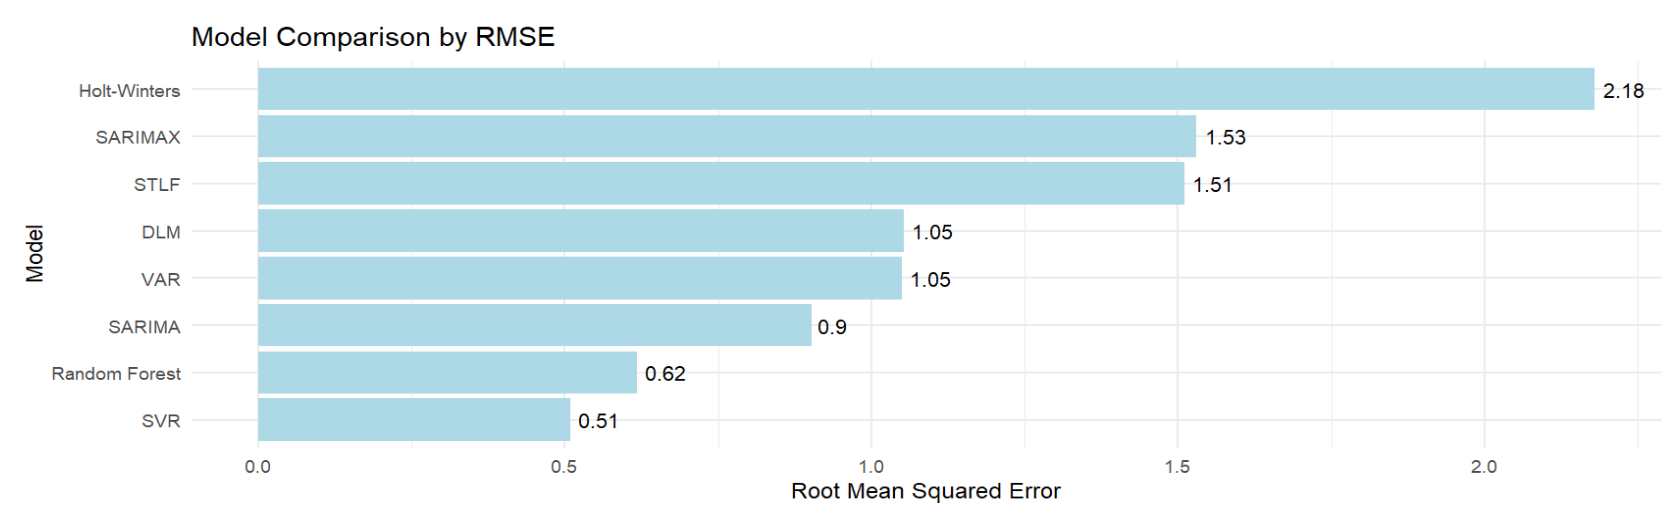 Model Comparison by RMSE
Model
Holt-Winters 2.18
SARIMAX 1.53
STLF 1.51
DLM 1.05
VAR 1.05
SARIMA 0.9
Random Forest 0.62
SVR 0.51
0.0 0.5 1.0 1.5 2.0
Root Mean Squared Error